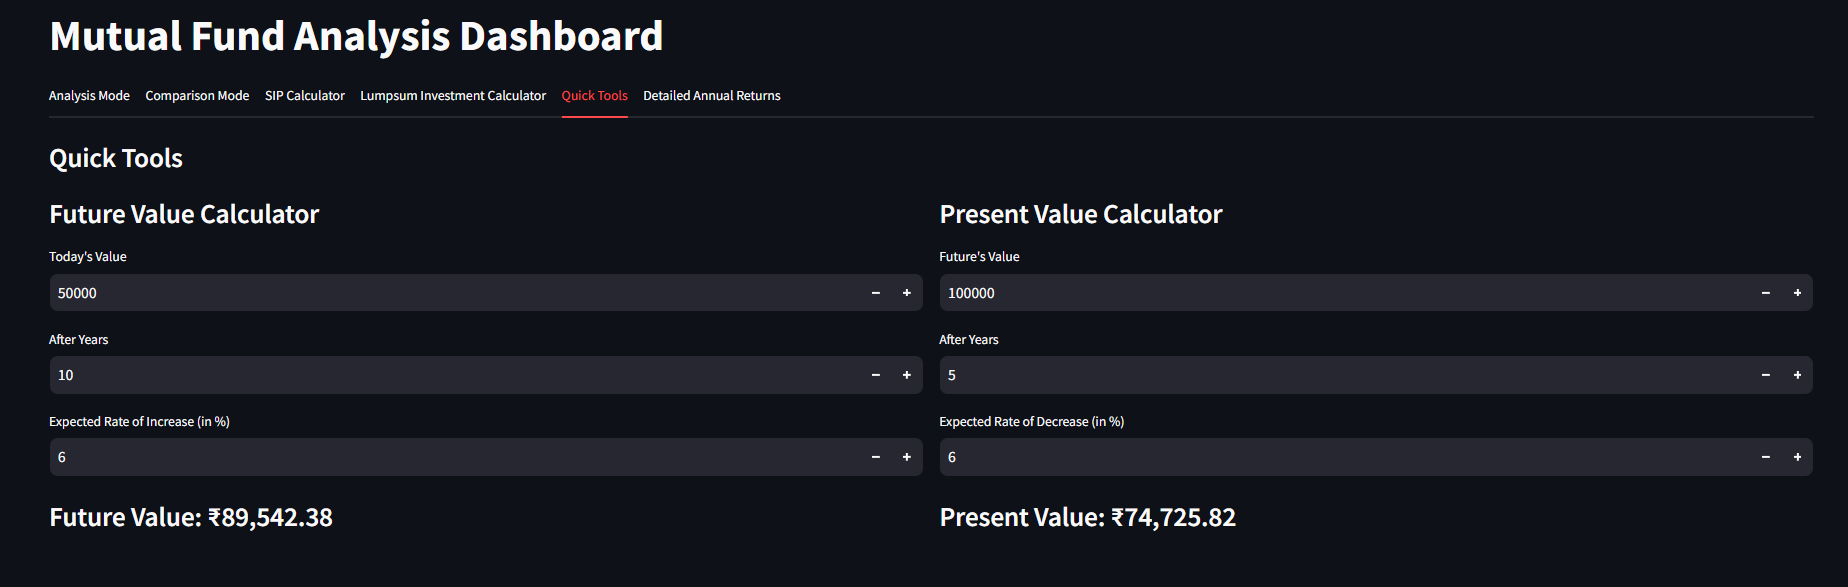 Mutual Fund Analysis Dashboard
Analysis Mode Comparison Mode SIP Calculator Lumpsum Investment Calculator Quick Tools Detailed Annual Returns
Quick Tools
Future Value Calculator
Today's Value
50000
After Years
10
Expected Rate of Increase (in %)
6
Future Value: ₹89,542.38
Present Value Calculator
Future's Value
100000
After Years
5
Expected Rate of Decrease (in %)
6
Present Value: ₹74,725.82